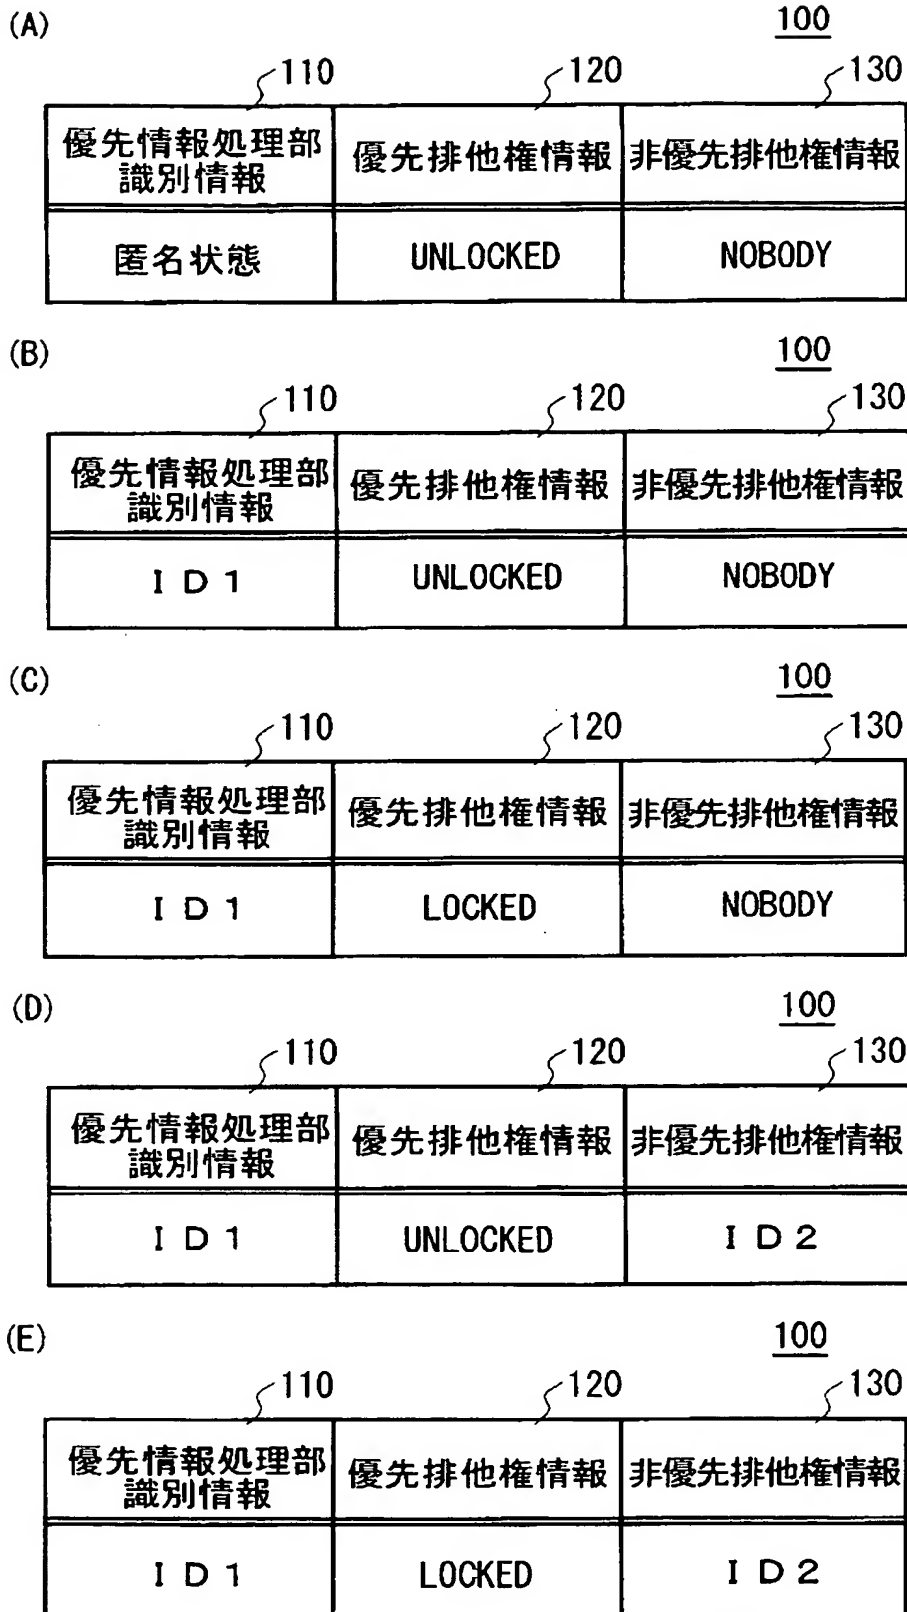 (A)
100
110
120
130
優先情報処理部
識別情報
優先排他権情報
非優先排他権情報
匿名状態
UNLOCKED
NOBODY
(B)
100
110
120
130
優先情報処理部
識別情報
優先排他権情報
非優先排他権情報
ID1
UNLOCKED
NOBODY
(C)
100
110
120
130
優先情報処理部
識別情報
優先排他権情報
非優先排他権情報
ID1
LOCKED
NOBODY
(D)
100
110
120
130
優先情報処理部
識別情報
優先排他権情報
非優先排他権情報
ID1
UNLOCKED
ID2
(E)
100
110
120
130
優先情報処理部
識別情報
優先排他権情報
非優先排他権情報
ID1
LOCKED
ID2